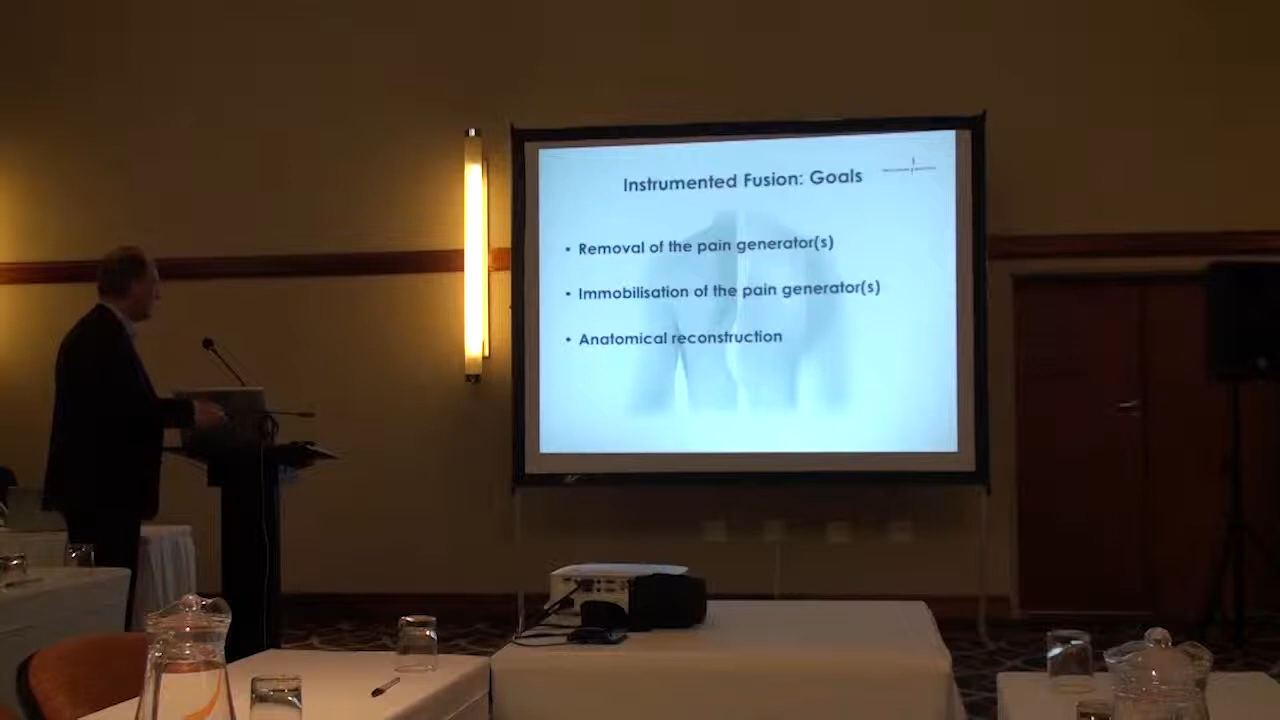 Instrumented Fusion: Goals
• Removal of the pain generator(s)
• Immobilisation of the pain generator(s)
• Anatomical reconstruction